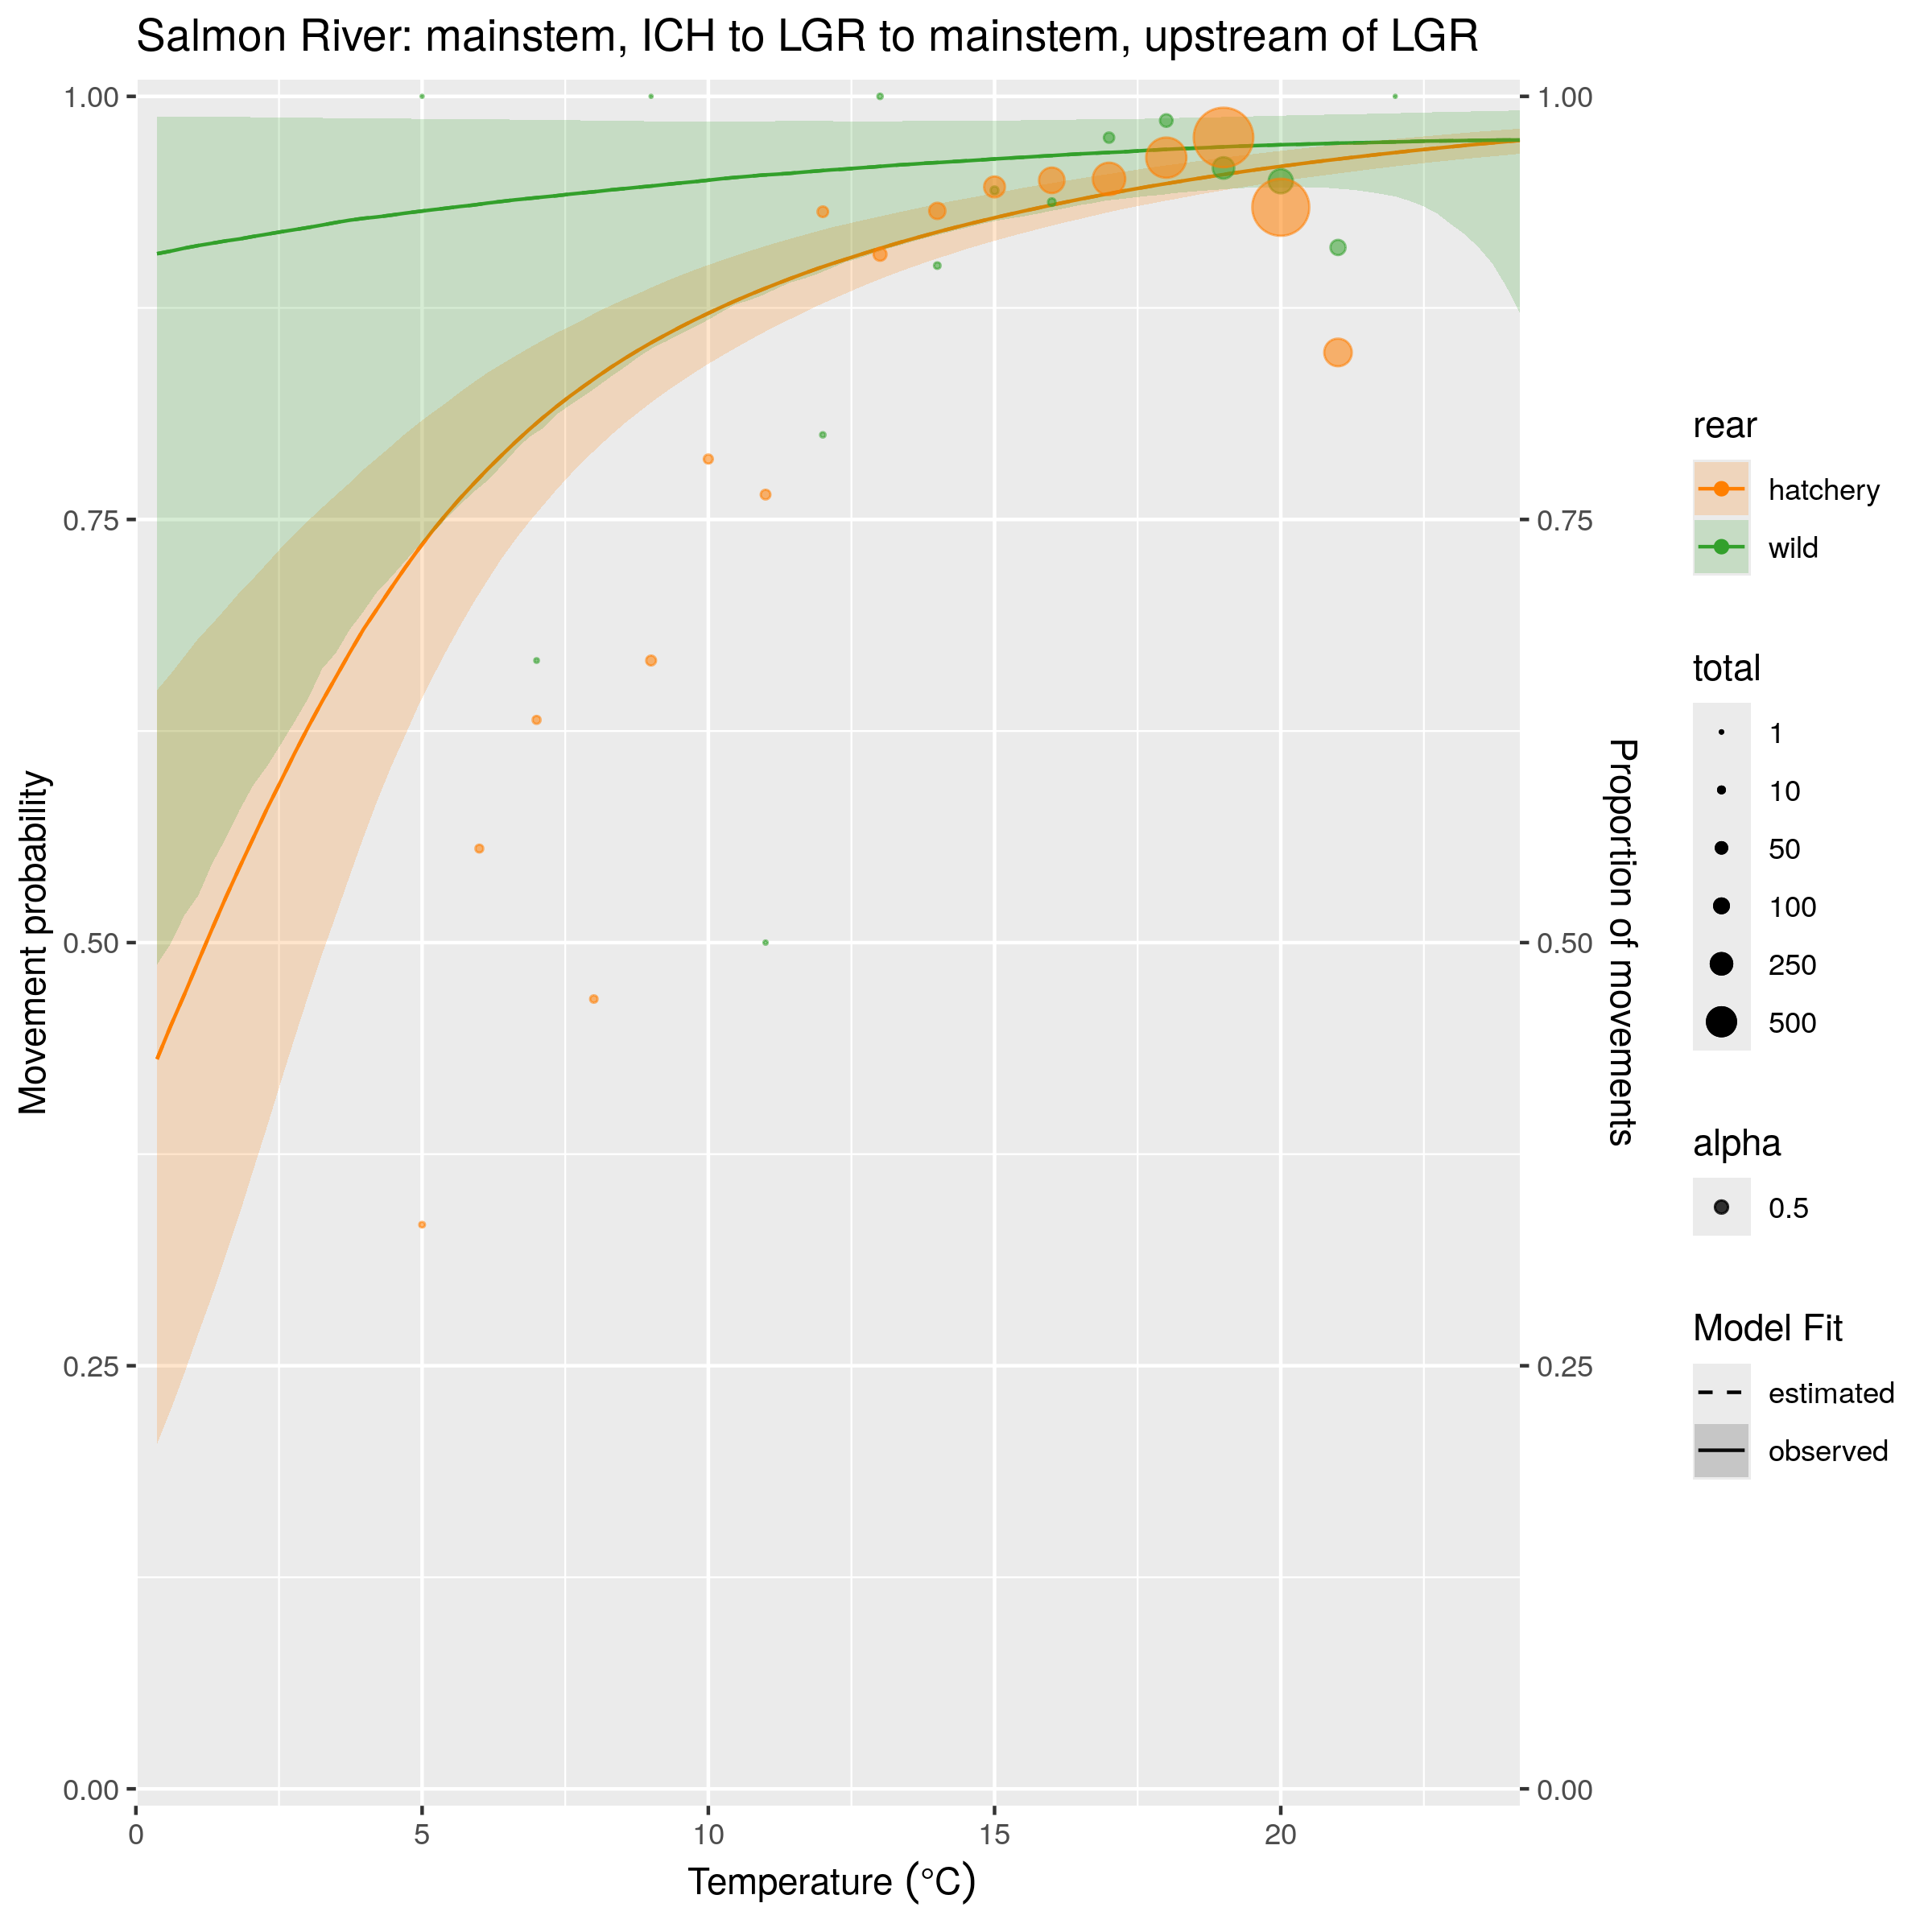 Salmon River: mainstem, ICH to LGR to mainstem, upstream of LGR
Movement probability
1.00
0.75
0.50
0.25
0.00
0
5
10
15
20
Temperature (°C)
1.00
0.75
0.50
0.25
0.00
Proportion of movements
rear
hatchery
wild
total
1
10
50
100
250
500
alpha
0.5
Model Fit
estimated
observed